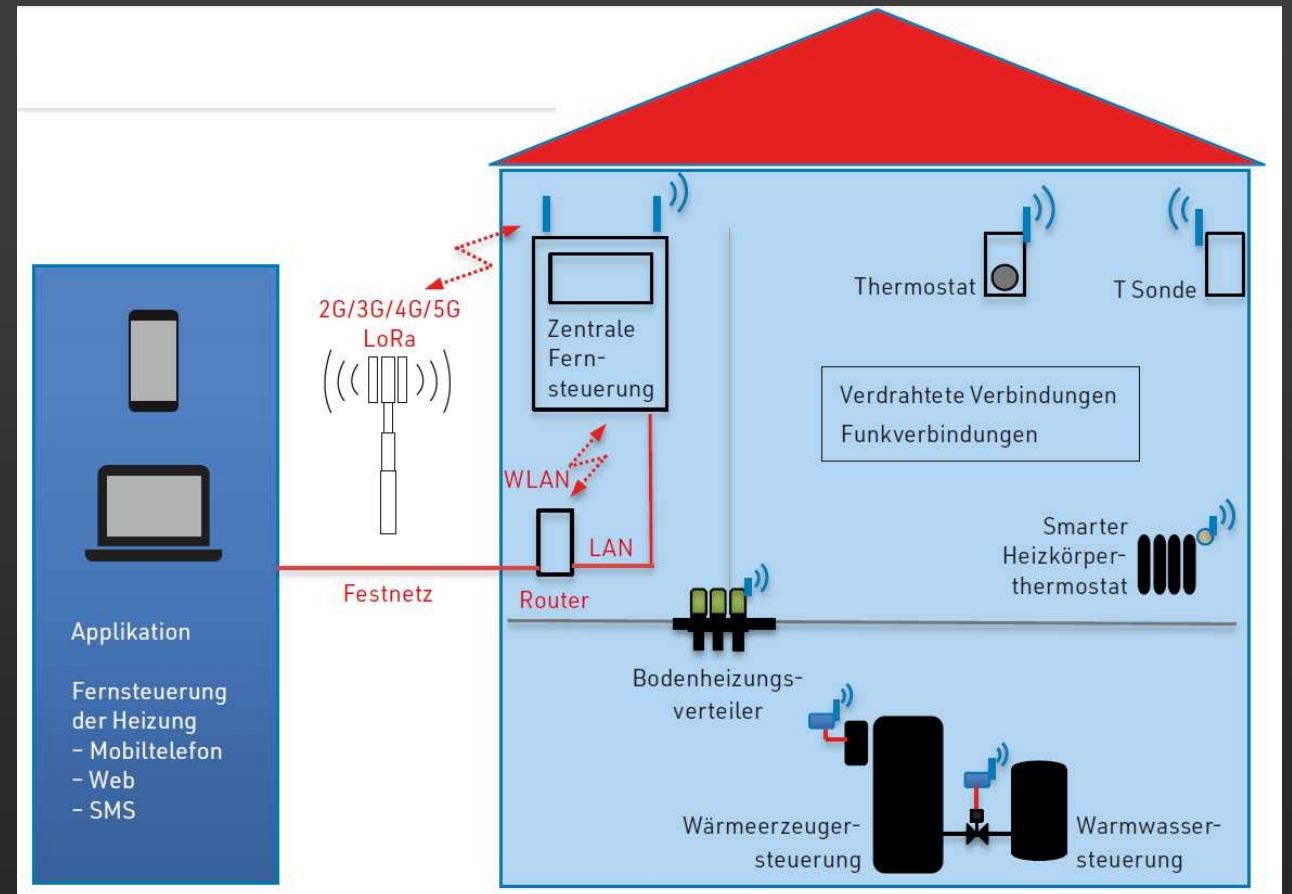 2G/3G/4G/5G
LoRa
Zentrale
Fern-
steuerung
Thermostat
T Sonde
Verdrahtete Verbindungen
Funkverbindungen
WLAN
LAN
Festnetz
Router
Smarter
Heizkörper-
thermostat
Applikation
Fernsteuerung
der Heizung
– Mobiltelefon
– Web
– SMS
Bodenheizungs-
verteiler
Wärmeerzeuger-
steuerung
Warmwasser-
steuerung